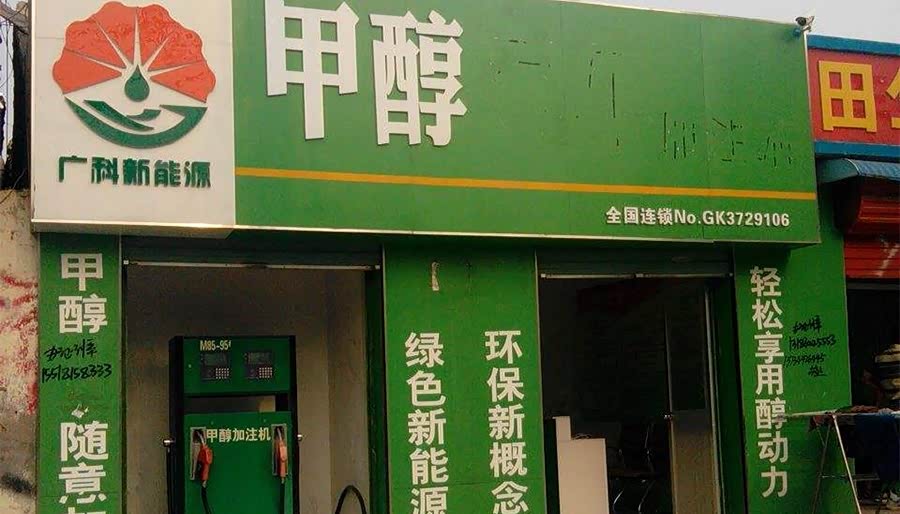 甲醇
田
广科新能源
全国连锁No.GK3729106
甲醇
随意
M85-95#
甲醇加注机
绿色新能源
环保新概念
轻松享用醇动力
15518158333